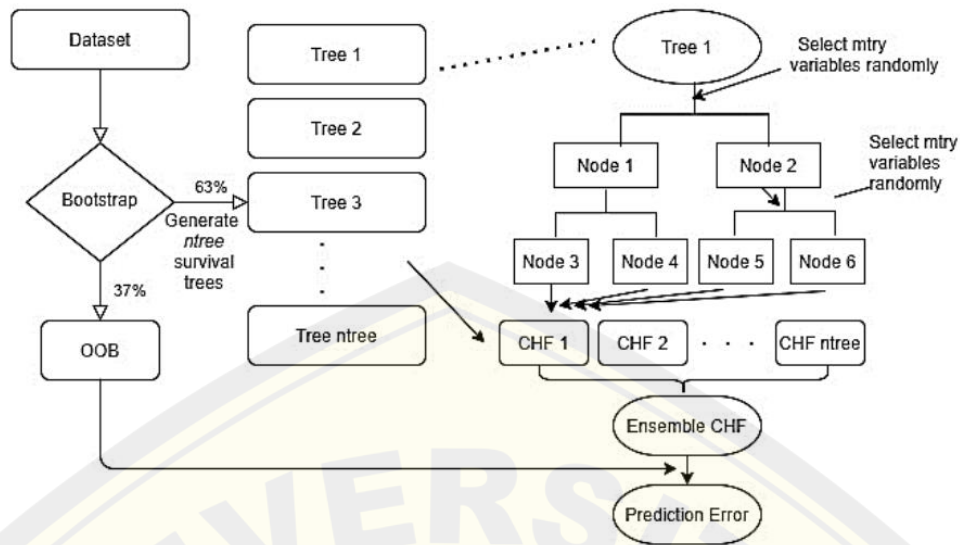 Dataset
Bootstrap
63%
Generate
ntree
survival
trees
37%
OOB
Tree 1
Tree 2
Tree 3
Tree ntree
Tree 1
Select mtry
variables randomly
Node 1
Node 2
Select mtry
variables
randomly
Node 3
Node 4
Node 5
Node 6
CHF 1
CHF 2
CHF ntree
Ensemble CHF
Prediction Error
VERSI